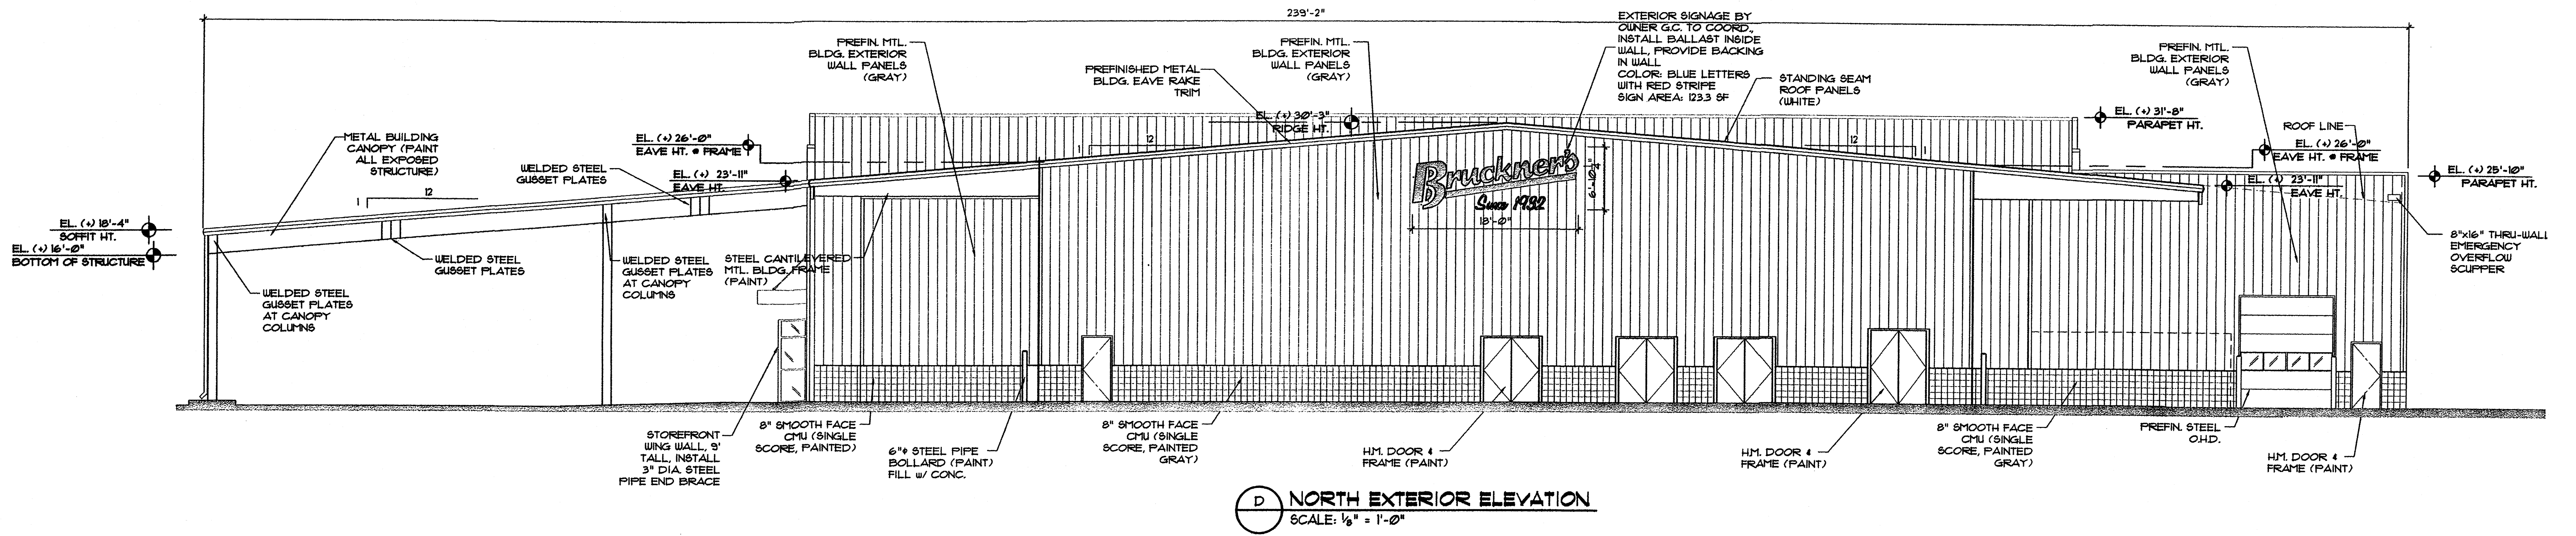 239'-2"
EXTERIOR SIGNAGE BY
OWNER G.C. TO COORD.,
INSTALL BALLAST INSIDE
WALL, PROVIDE BACKING
IN WALL
COLOR: BLUE LETTERS
WITH RED STRIPE
SIGN AREA: 123.3 SF
PREFIN. MTL.
BLDG. EXTERIOR
WALL PANELS
(GRAY)
PREFINISHED METAL
BLDG. EAVE RAKE
TRIM
PREFIN. MTL.
BLDG. EXTERIOR
WALL PANELS
(GRAY)
STANDING SEAM
ROOF PANELS
(WHITE)
PREFIN. MTL.
BLDG. EXTERIOR
WALL PANELS
(GRAY)
METAL BUILDING
CANOPY (PAINT
ALL EXPOSED
STRUCTURE)
EL. (+) 26'-0"
EAVE HT. @ FRAME
WELDED STEEL
GUSSET PLATES
EL. (+) 23'-11"
EAVE HT.
EL. (+) 30'-3"
RIDGE HT.
EL. (+) 31'-8"
PARAPET HT.
ROOF LINE
EL. (+) 26'-0"
EAVE HT. @ FRAME
EL. (+) 25'-10"
PARAPET HT.
EL. (+) 23'-11"
EAVE HT.
12
1
12
1
12
1
Bruckner's
Since 1932
6'-10¼"
18'-0"
EL. (+) 18'-4"
SOFFIT HT.
EL. (+) 16'-0"
BOTTOM OF STRUCTURE
WELDED STEEL
GUSSET PLATES
AT CANOPY
COLUMNS
WELDED STEEL
GUSSET PLATES
WELDED STEEL
GUSSET PLATES
AT CANOPY
COLUMNS
STEEL CANTILEVERED
MTL. BLDG. FRAME
(PAINT)
8"x16" THRU-WALL
EMERGENCY
OVERFLOW
SCUPPER
STOREFRONT
WING WALL, 9'
TALL, INSTALL
3" DIA. STEEL
PIPE END BRACE
8" SMOOTH FACE
CMU (SINGLE
SCORE, PAINTED)
6"ø STEEL PIPE
BOLLARD (PAINT)
FILL w/ CONC.
8" SMOOTH FACE
CMU (SINGLE
SCORE, PAINTED
GRAY)
H.M. DOOR &
FRAME (PAINT)
H.M. DOOR &
FRAME (PAINT)
8" SMOOTH FACE
CMU (SINGLE
SCORE, PAINTED
GRAY)
PREFIN. STEEL
O.H.D.
H.M. DOOR &
FRAME (PAINT)
D
NORTH EXTERIOR ELEVATION
SCALE: ⅛" = 1'-0"